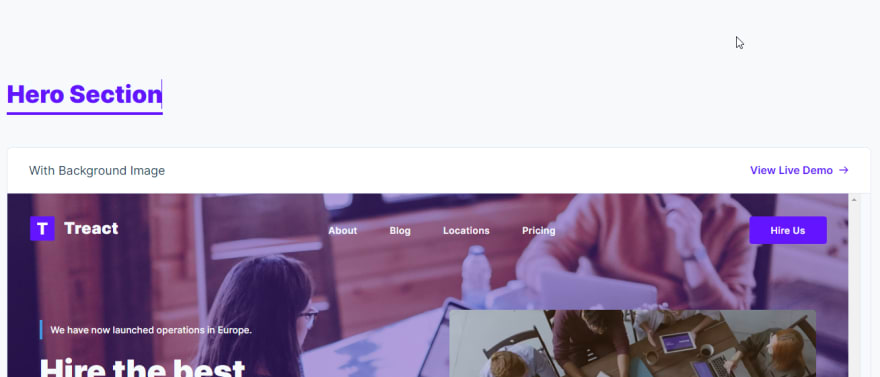 Hero Section
With Background Image
View Live Demo →
T Treact
About Blog Locations Pricing
Hire Us
We have now launched operations in Europe.
Hire the best